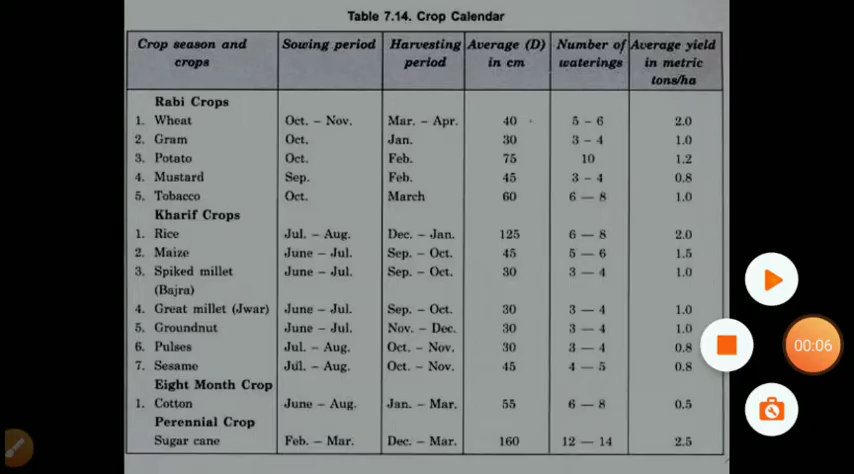 Table 7.14. Crop Calendar
Crop season and crops Sowing period Harvesting period Average (D) in cm Number of waterings Average yield in metric tons/ha
Rabi Crops
1. Wheat Oct. – Nov. Mar. – Apr. 40 5 – 6 2.0
2. Gram Oct. Jan. 30 3 – 4 1.0
3. Potato Oct. Feb. 75 10 1.2
4. Mustard Sep. Feb. 45 3 – 4 0.8
5. Tobacco Oct. March 60 6 — 8 1.0
Kharif Crops
1. Rice Jul. – Aug. Dec. – Jan. 125 6 – 8 2.0
2. Maize June – Jul. Sep. – Oct. 45 5 – 6 1.5
3. Spiked millet June – Jul. Sep. – Oct. 30 3 – 4 1.0
(Bajra)
4. Great millet (Jwar) June – Jul. Sep. – Oct. 30 3 — 4 1.0
5. Groundnut June – Jul. Nov. – Dec. 30 3 – 4 1.0
6. Pulses Jul. – Aug. Oct. – Nov. 30 3 — 4 0.8
7. Sesame Jul. – Aug. Oct. – Nov. 45 4 — 5 0.8
Eight Month Crop
1. Cotton June – Aug. Jan. – Mar. 55 6 — 8 0.5
Perennial Crop
Sugar cane Feb. – Mar. Dec. – Mar. 160 12 — 14 2.5
00:06